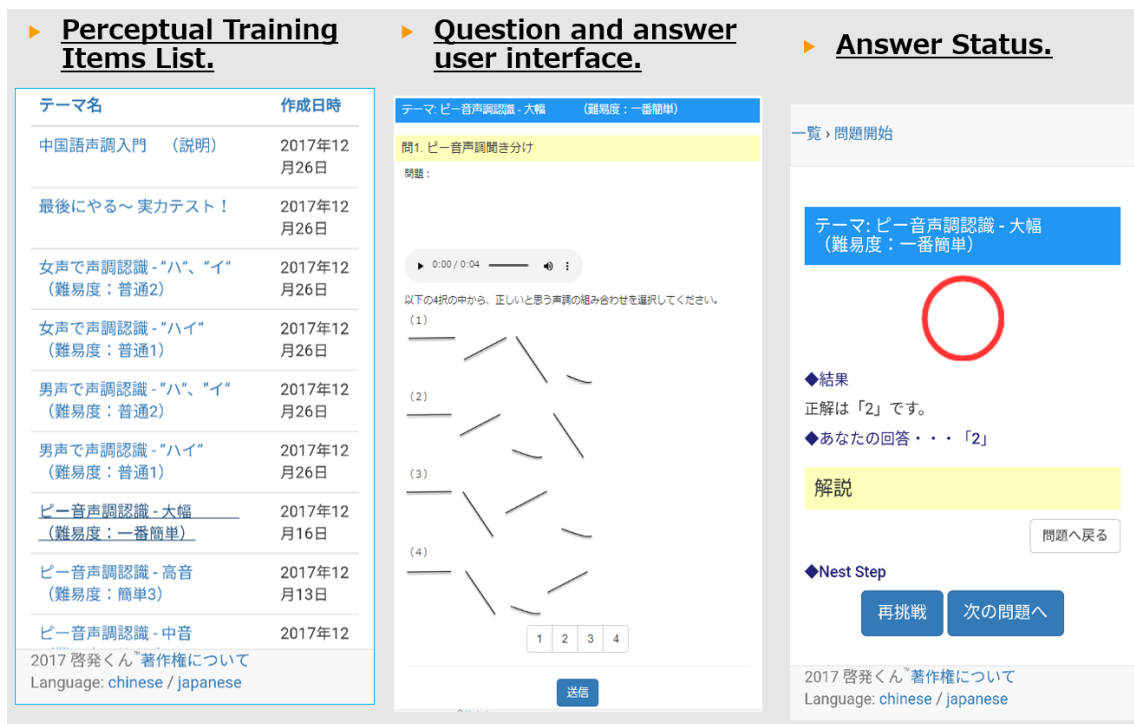 Perceptual Training
Items List.
テーマ名 作成日時
中国語声調入門 （説明） 2017年12
月26日
最後にやる～ 実力テスト！ 2017年12
月26日
女声で声調認識 - ”ハ”、”イ” 2017年12
（難易度：普通2） 月26日
女声で声調認識 - ”ハイ” 2017年12
（難易度：普通1） 月26日
男声で声調認識 - ”ハ”、”イ” 2017年12
（難易度：普通2） 月26日
男声で声調認識 - ”ハイ” 2017年12
（難易度：普通1） 月26日
ピー音声調認識 - 大幅 2017年12
（難易度：一番簡単） 月16日
ピー音声調認識 - 高音 2017年12
（難易度：簡単3） 月13日
ピー音声調認識 - 中音 2017年12
2017 啓発くん™著作権について
Language: chinese / japanese
Question and answer
user interface.
テーマ: ピー音声調認識 - 大幅 （難易度：一番簡単）
問1. ピー音声調聞き分け
問題：
0:00 / 0:04
以下の4択の中から、正しいと思う声調の組み合わせを選択してください。
（1）
（2）
（3）
（4）
1 2 3 4
送信
Answer Status.
一覧 › 問題開始
テーマ: ピー音声調認識 - 大幅
（難易度：一番簡単）
◆結果
正解は「2」です。
◆あなたの回答・・・「2」
解説
問題へ戻る
◆Nest Step
再挑戦 次の問題へ
2017 啓発くん™著作権について
Language: chinese / japanese